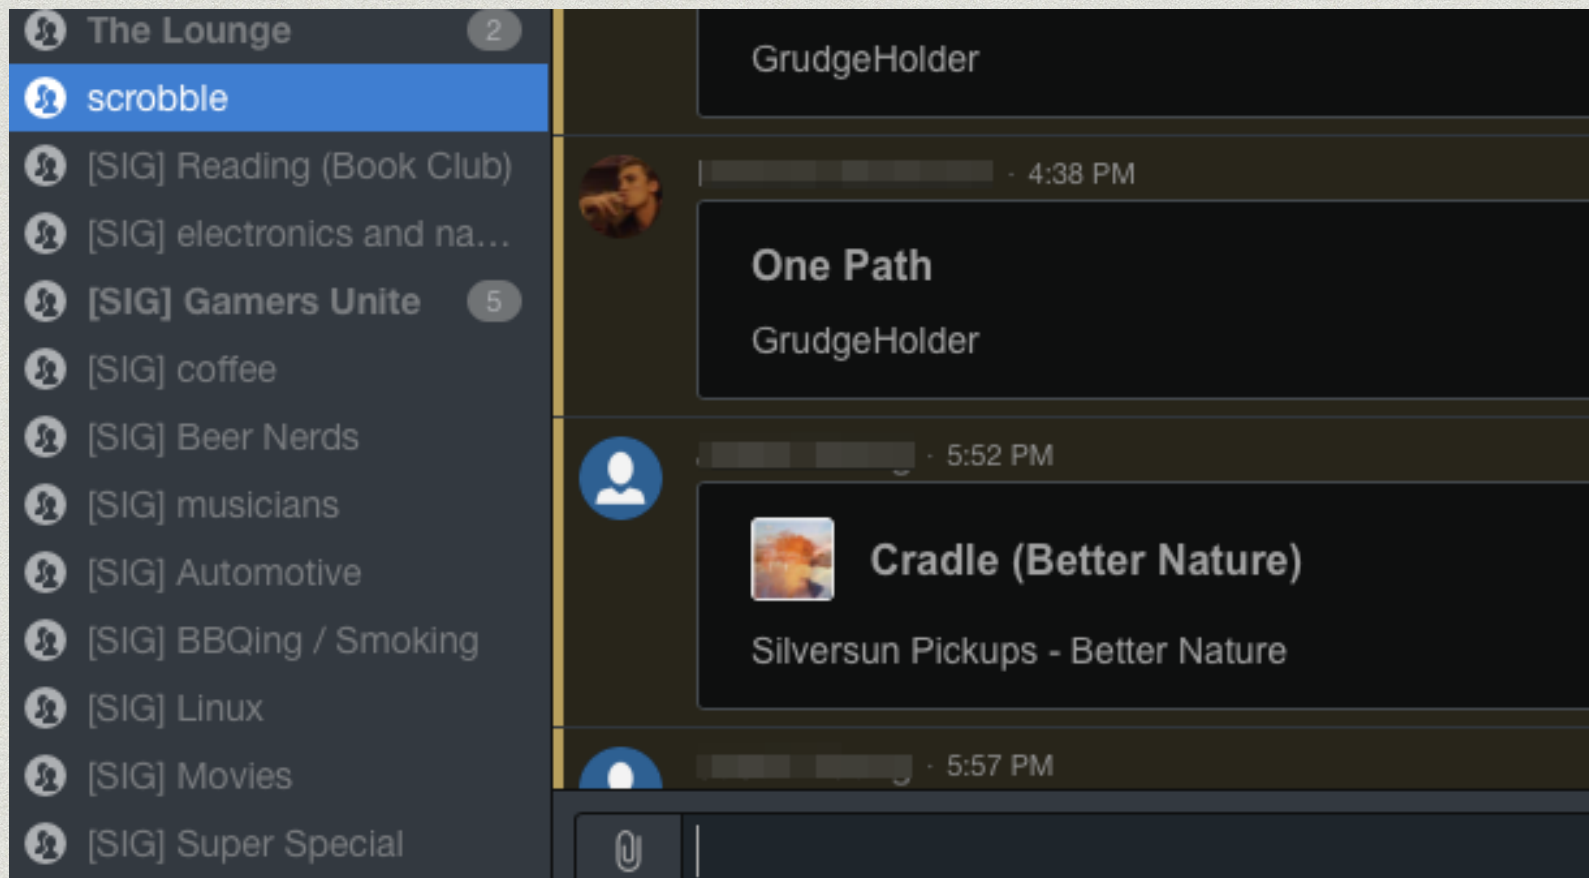 The Lounge 2
scrobble
[SIG] Reading (Book Club)
[SIG] electronics and na...
[SIG] Gamers Unite 5
[SIG] coffee
[SIG] Beer Nerds
[SIG] musicians
[SIG] Automotive
[SIG] BBQing / Smoking
[SIG] Linux
[SIG] Movies
[SIG] Super Special
GrudgeHolder
· 4:38 PM
One Path
GrudgeHolder
· 5:52 PM
Cradle (Better Nature)
Silversun Pickups - Better Nature
· 5:57 PM